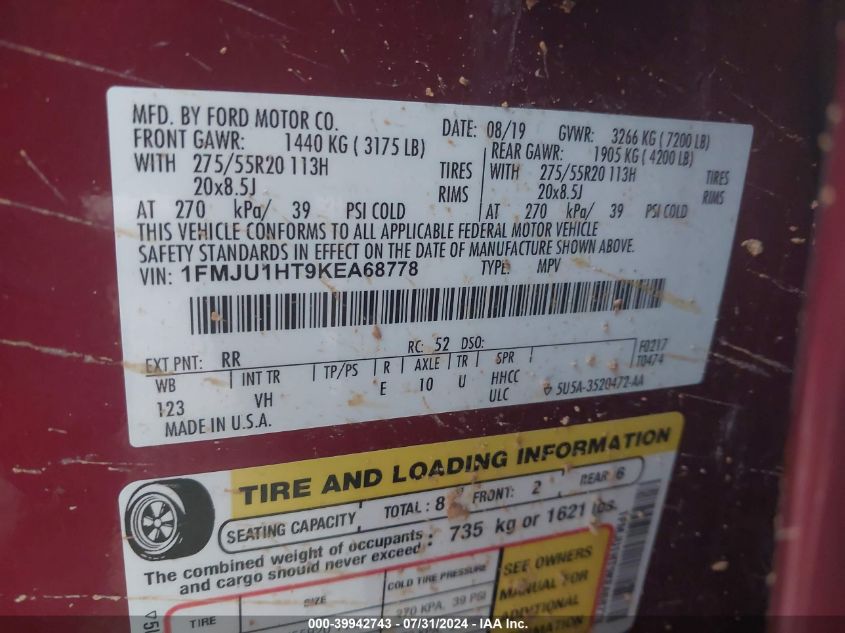 MFD. BY FORD MOTOR CO. DATE: 08/19 GVWR: 3266 KG ( 7200 LB)
FRONT GAWR: 1440 KG ( 3175 LB) REAR GAWR: 1905 KG ( 4200 LB)
WITH 275/55R20 113H TIRES WITH 275/55R20 113H TIRES
20x8.5J RIMS 20x8.5J RIMS
AT 270 kPa/ 39 PSI COLD AT 270 kPa/ 39 PSI COLD
THIS VEHICLE CONFORMS TO ALL APPLICABLE FEDERAL MOTOR VEHICLE
SAFETY STANDARDS IN EFFECT ON THE DATE OF MANUFACTURE SHOWN ABOVE.
VIN: 1FMJU1HT9KEA68778 TYPE: MPV
EXT PNT: RR RC: 52 DSO: F0217
T0474
WB INT TR TP/PS R AXLE TR SPR
123 VH E 10 U HHCC
ULC
5U5A-3520472-AA
MADE IN U.S.A.
TIRE AND LOADING INFORMATION
SEATING CAPACITY TOTAL: 8 FRONT: 2 REAR 6
The combined weight of occupants and cargo should never exceed: 735 kg or 1621 lbs.
TIRE SIZE COLD TIRE PRESSURE
270 KPA, 39 PSI
SEE OWNERS
MANUAL FOR
ADDITIONAL
INFORMATION
000-39942743 - 07/31/2024 - IAA Inc.